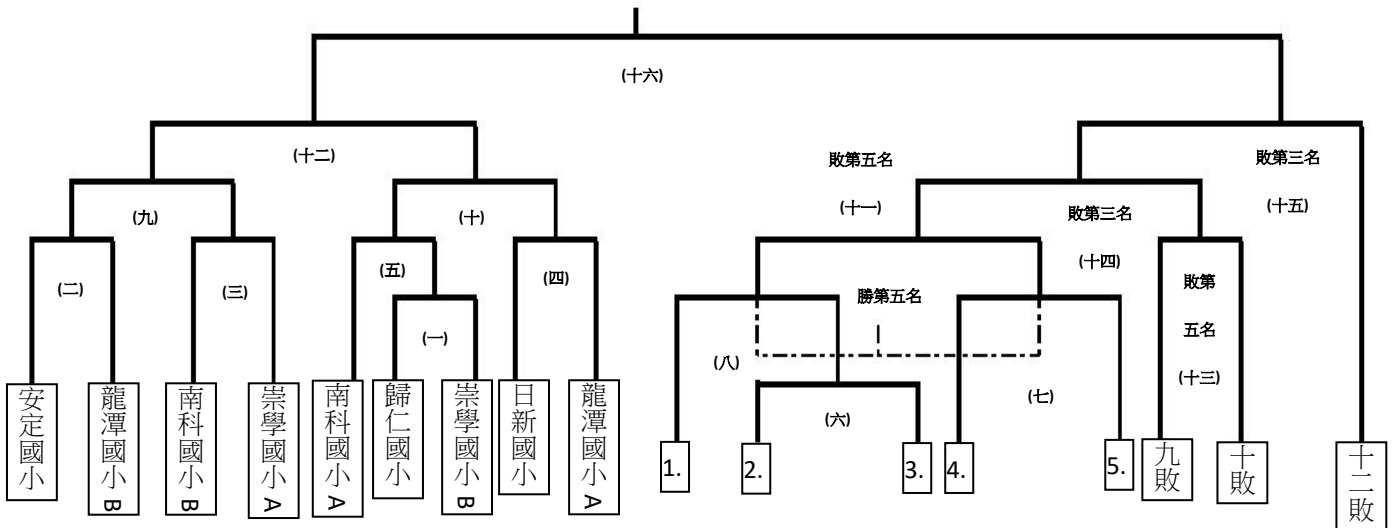 (十六)
(十二)
敗第五名
敗第三名
(九)
(十)
(十一)
敗第三名
(十五)
(二)
(三)
(五)
(四)
(十四)
勝第五名
敗第
五名
(十三)
(一)
(八)
(六)
(七)
安定國小
龍潭國小B
南科國小B
崇學國小A
南科國小A
歸仁國小
崇學國小B
日新國小
龍潭國小A
1.
2.
3.
4.
5.
九敗
十敗
十二敗